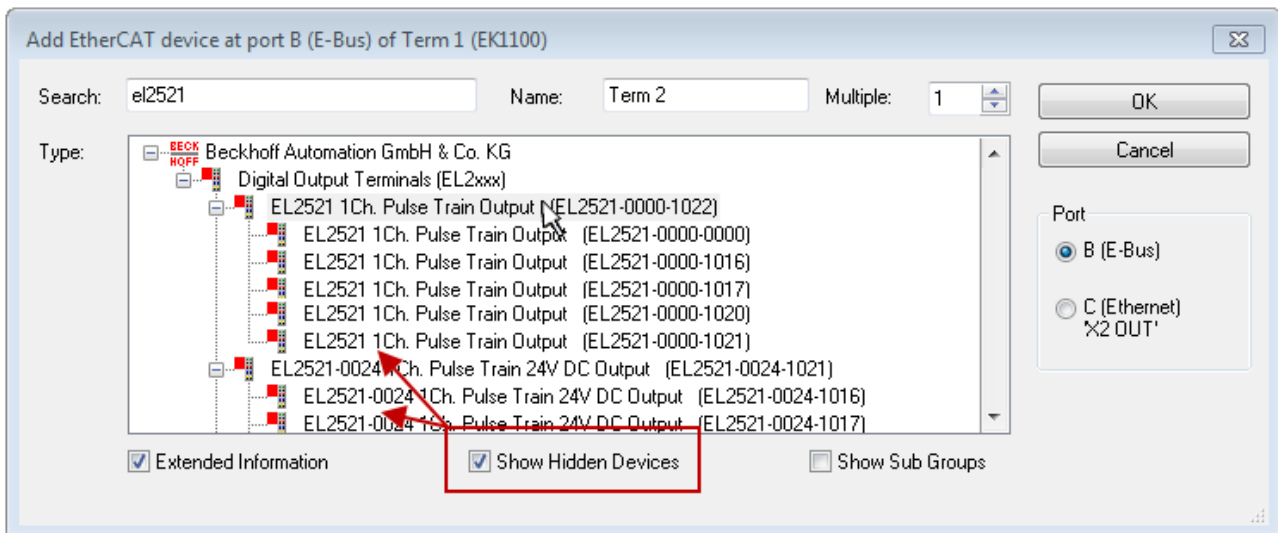 Add EtherCAT device at port B (E-Bus) of Term 1 (EK1100)
Search: el2521 Name: Term 2 Multiple: 1 OK
Type: BECK HOFF Beckhoff Automation GmbH & Co. KG Cancel
Digital Output Terminals (EL2xxx)
EL2521 1Ch. Pulse Train Output (EL2521-0000-1022)
EL2521 1Ch. Pulse Train Output (EL2521-0000-0000)
EL2521 1Ch. Pulse Train Output (EL2521-0000-1016)
EL2521 1Ch. Pulse Train Output (EL2521-0000-1017)
EL2521 1Ch. Pulse Train Output (EL2521-0000-1020)
EL2521 1Ch. Pulse Train Output (EL2521-0000-1021)
EL2521-0024 1Ch. Pulse Train 24V DC Output (EL2521-0024-1021)
EL2521-0024 1Ch. Pulse Train 24V DC Output (EL2521-0024-1016)
EL2521-0024 1Ch. Pulse Train 24V DC Output (EL2521-0024-1017)
Port
B (E-Bus)
C (Ethernet)
'X2 OUT'
Extended Information Show Hidden Devices Show Sub Groups